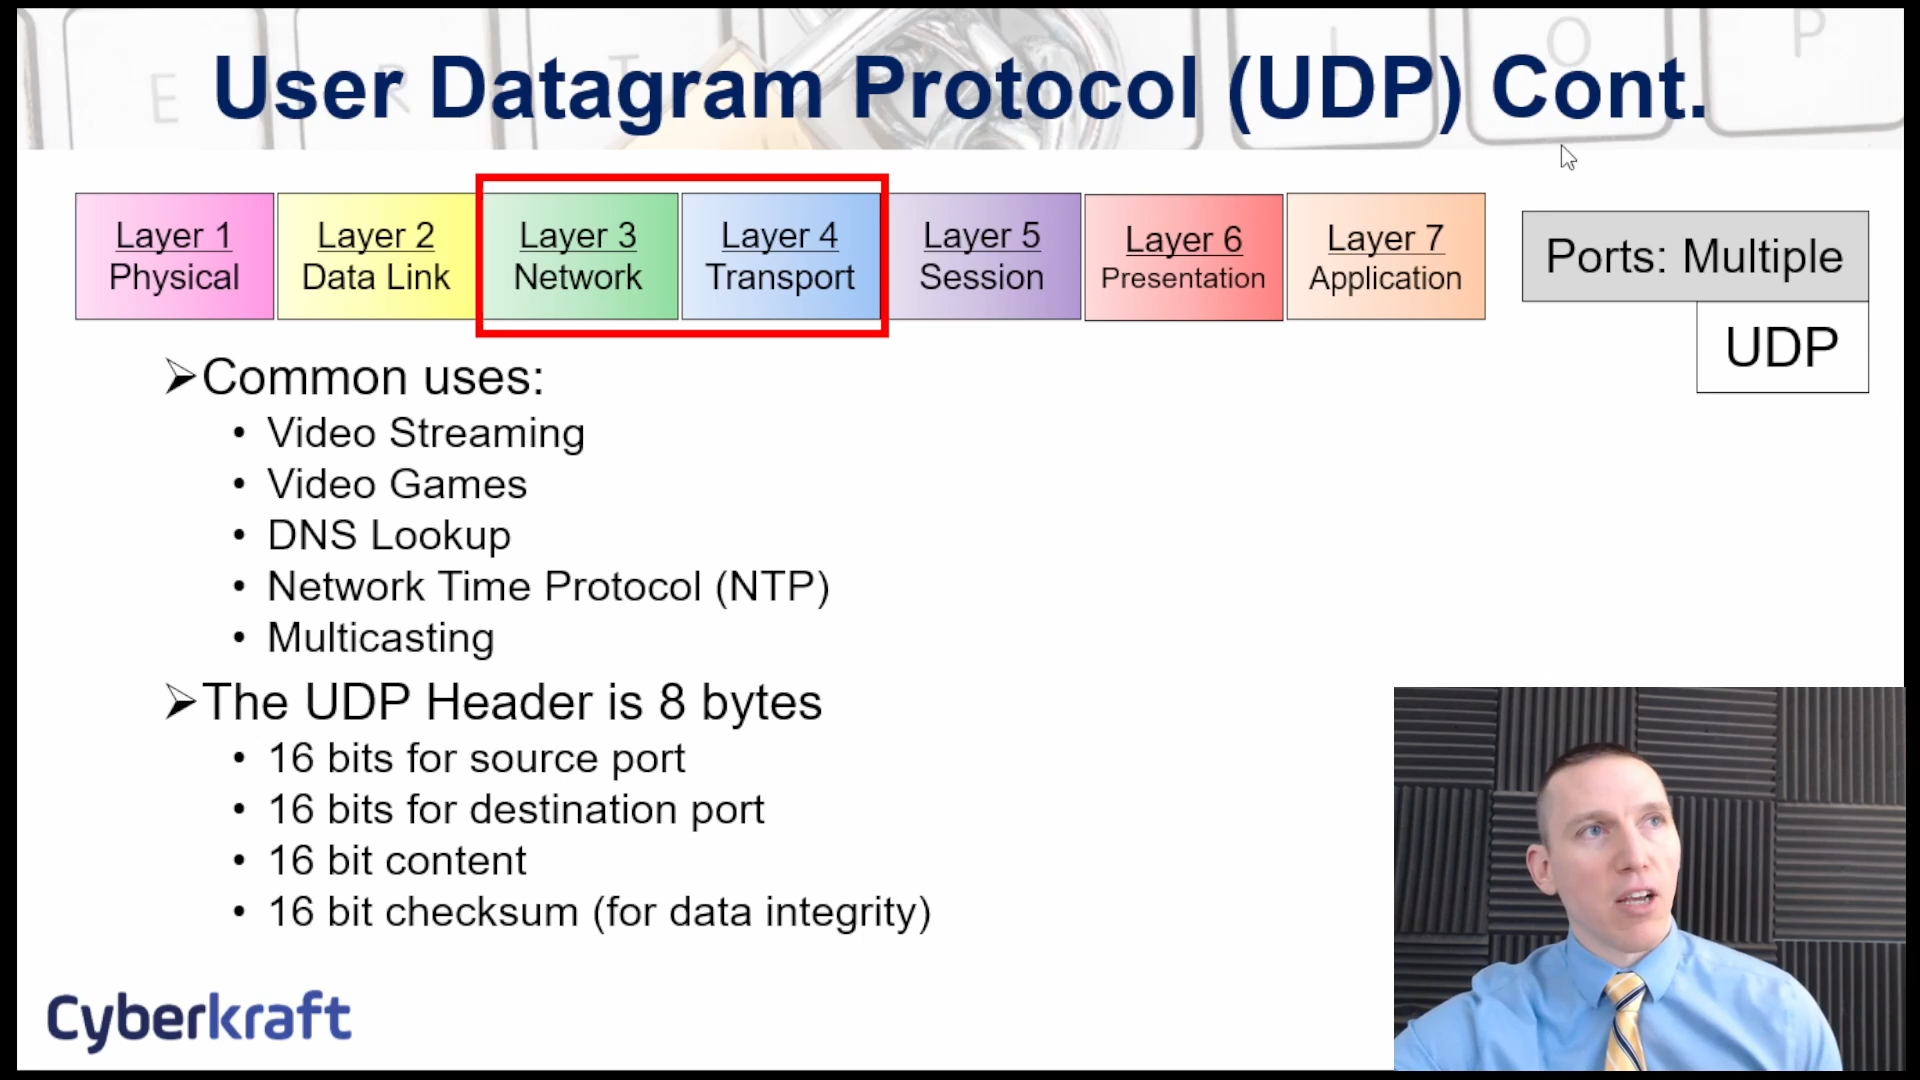 User Datagram Protocol (UDP) Cont.
Layer 1
Physical
Layer 2
Data Link
Layer 3
Network
Layer 4
Transport
Layer 5
Session
Layer 6
Presentation
Layer 7
Application
Ports: Multiple
UDP
➢Common uses:
• Video Streaming
• Video Games
• DNS Lookup
• Network Time Protocol (NTP)
• Multicasting
➢The UDP Header is 8 bytes
• 16 bits for source port
• 16 bits for destination port
• 16 bit content
• 16 bit checksum (for data integrity)
Cyberkraft